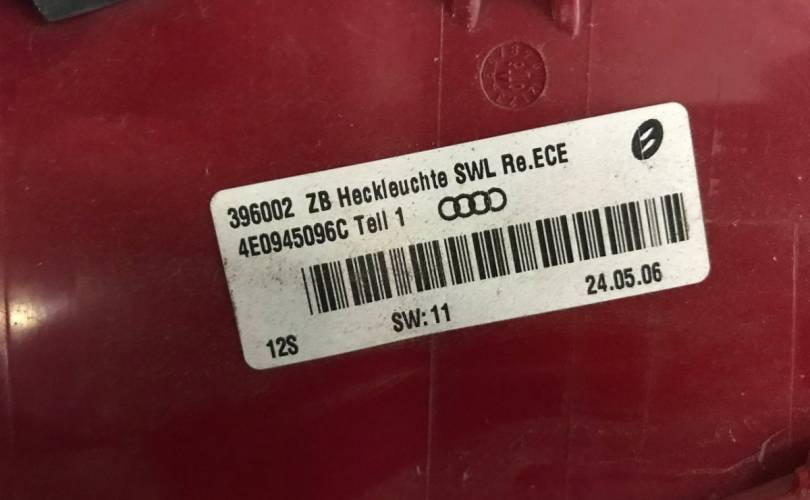 396002 ZB Heckleuchte SWL Re.ECE
4E0945096C Teil 1
24.05.06
SW:11
12S